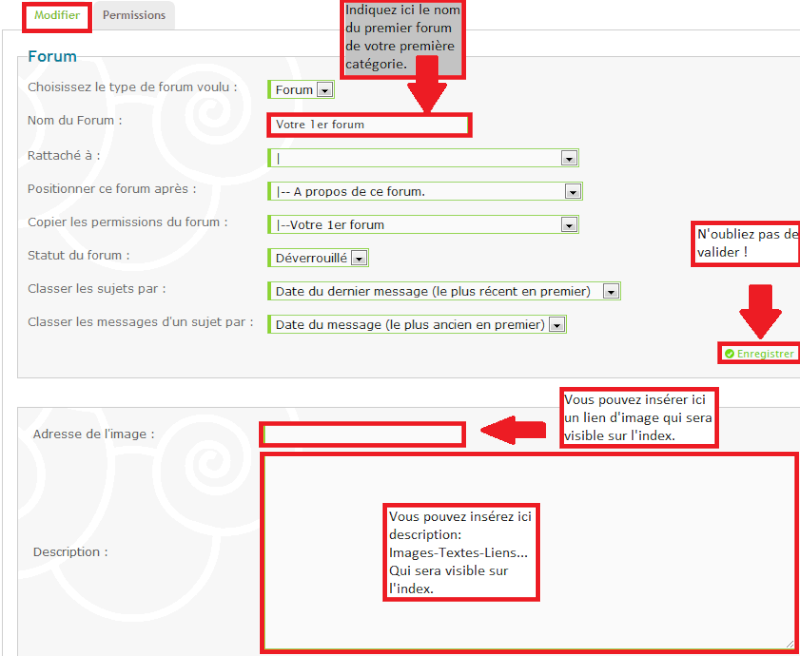 Modifier Permissions
Indiquez ici le nom
du premier forum
de votre première
catégorie.
Forum
Choisissez le type de forum voulu : Forum
Nom du Forum : Votre 1er forum
Rattaché à : |
Positionner ce forum après : |-- A propos de ce forum.
Copier les permissions du forum : |--Votre 1er forum
Statut du forum : Déverrouillé
Classer les sujets par : Date du dernier message (le plus récent en premier)
Classer les messages d'un sujet par : Date du message (le plus ancien en premier)
N'oubliez pas de
valider !
Enregistrer
Adresse de l'image :
Vous pouvez insérer ici
un lien d'image qui sera
visible sur l'index.
Description :
Vous pouvez insérez ici
description:
Images-Textes-Liens...
Qui sera visible sur
l'index.